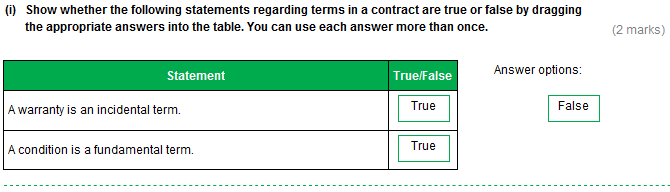 (i) Show whether the following statements regarding terms in a contract are true or false by dragging
the appropriate answers into the table. You can use each answer more than once.
(2 marks)
Statement True/False
Answer options:
A warranty is an incidental term. True
False
A condition is a fundamental term. True